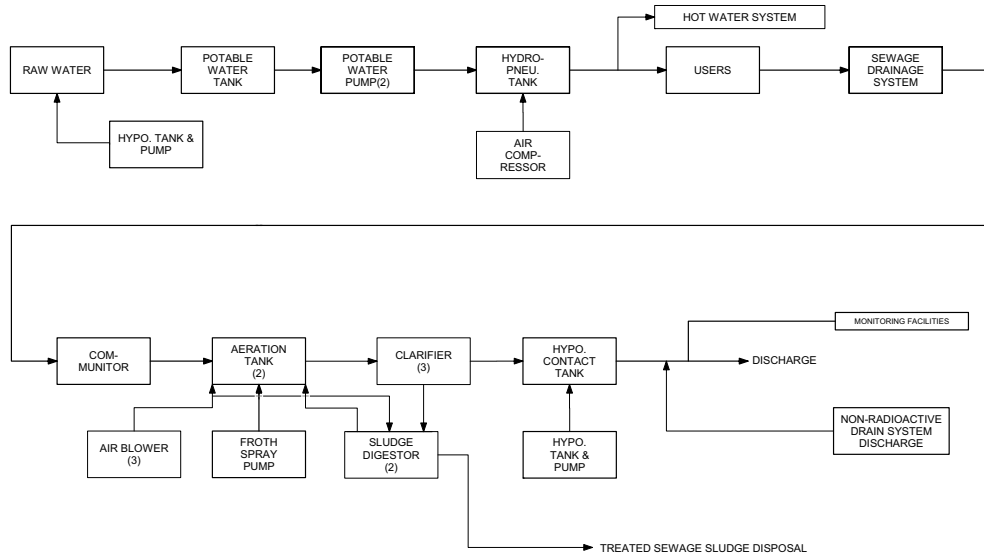 HOT WATER SYSTEM
RAW WATER
POTABLE
WATER
TANK
POTABLE
WATER
PUMP(2)
HYDRO-
PNEU.
TANK
USERS
SEWAGE
DRAINAGE
SYSTEM
HYPO. TANK &
PUMP
AIR
COMP-
RESSOR
MONITORING FACILITIES
COM-
MUNITOR
AERATION
TANK
(2)
CLARIFIER
(3)
HYPO.
CONTACT
TANK
DISCHARGE
AIR BLOWER
(3)
FROTH
SPRAY
PUMP
SLUDGE
DIGESTOR
(2)
HYPO.
TANK &
PUMP
NON-RADIOACTIVE
DRAIN SYSTEM
DISCHARGE
TREATED SEWAGE SLUDGE DISPOSAL